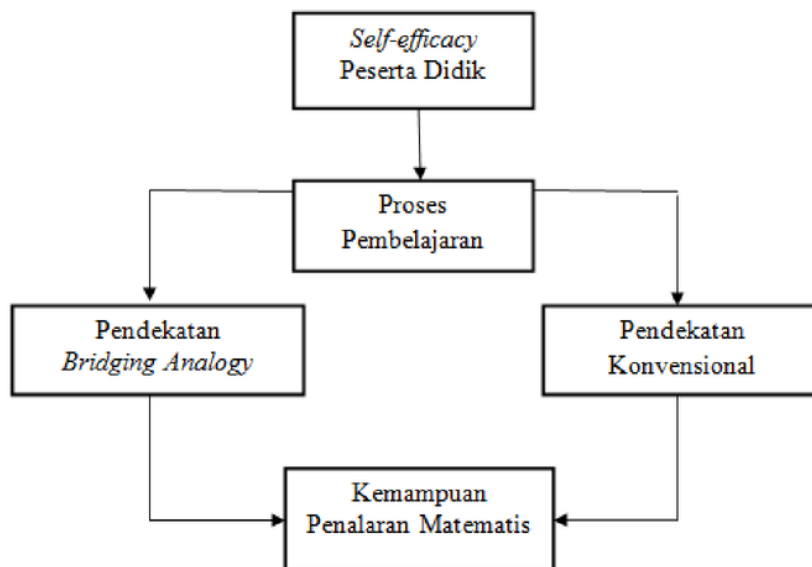 Self-efficacy
Peserta Didik
Proses
Pembelajaran
Pendekatan
Bridging Analogy
Pendekatan
Konvensional
Kemampuan
Penalaran Matematis